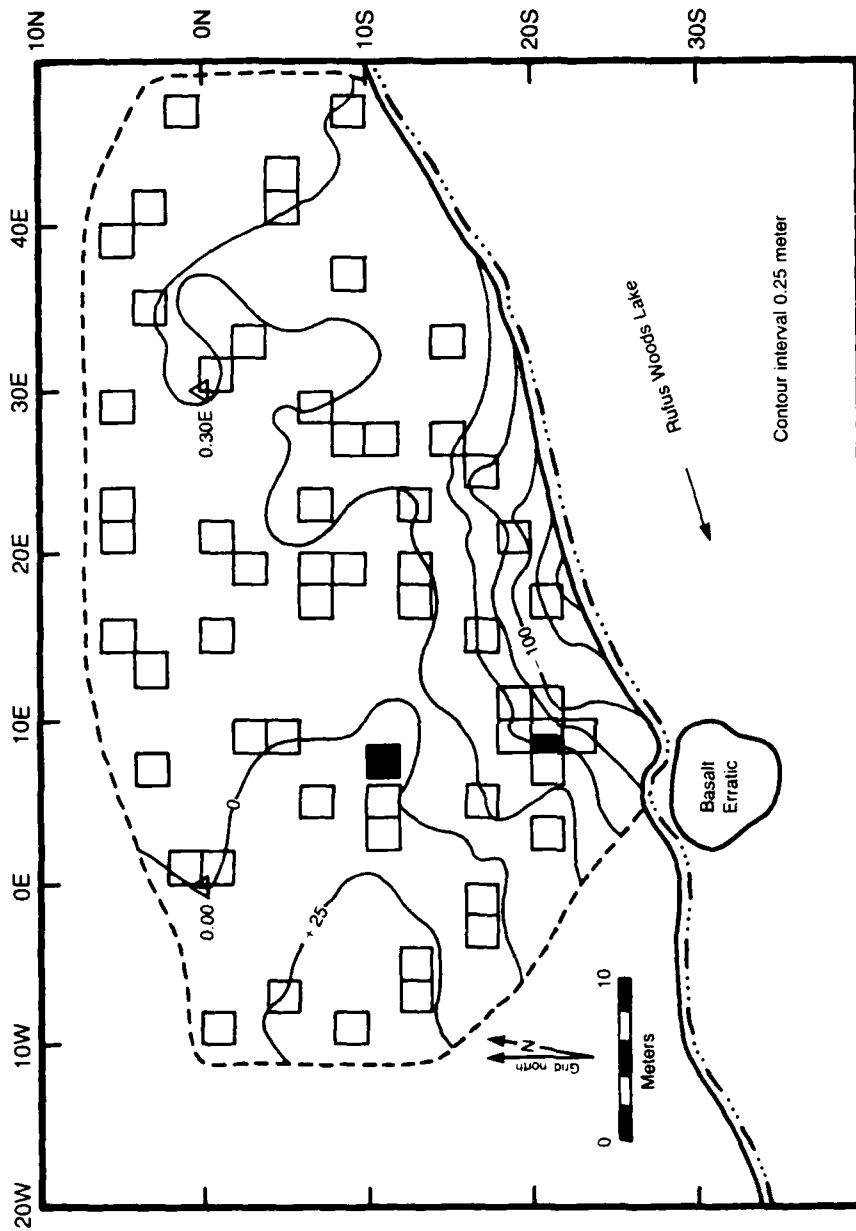 20W
10W
0E
10E
20E
30E
40E
10N
0N
10S
20S
30S
0.00
0
+ 25
0.30E
- 100
Grid north
N
0
10
Meters
Basalt
Erratic
Rufus Woods Lake
Contour interval 0.25 meter